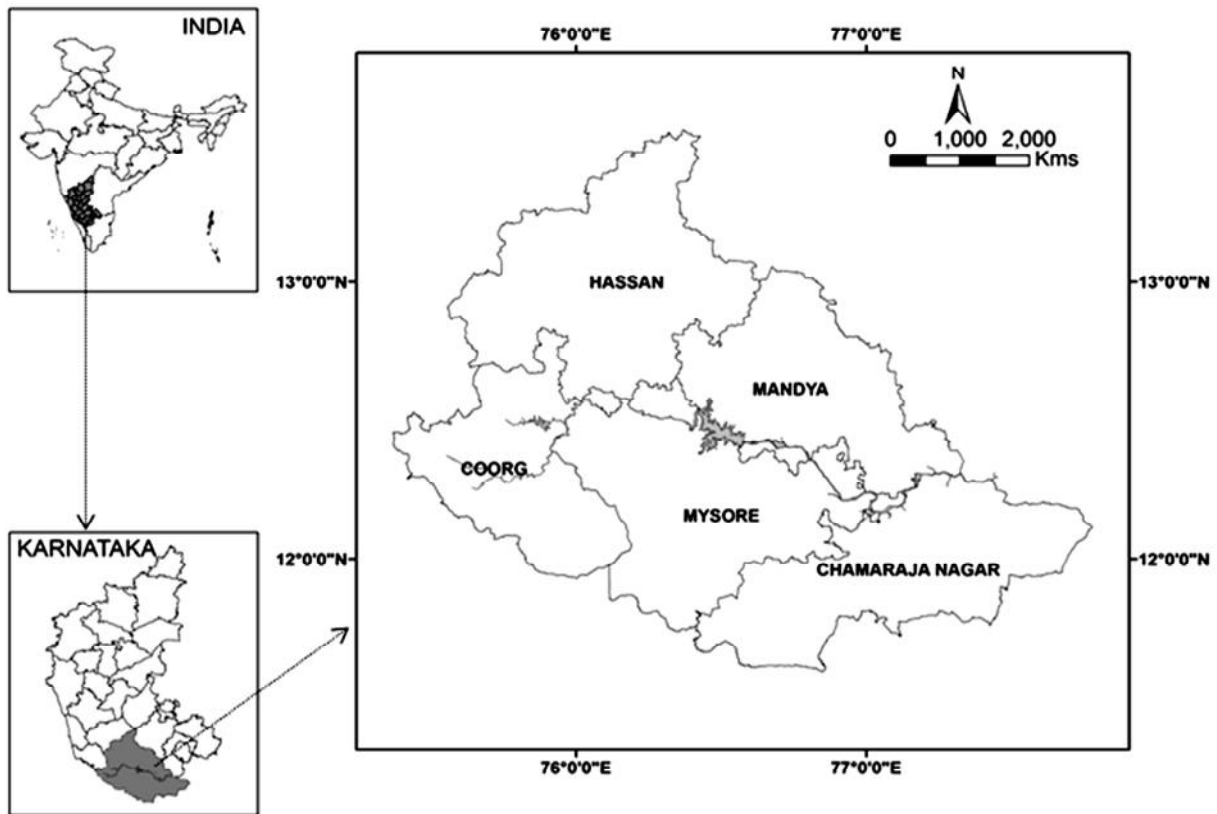 INDIA
KARNATAKA
76°0'0"E 77°0'0"E
N
0 1,000 2,000
Kms
13°0'0"N 13°0'0"N
HASSAN
MANDYA
COORG
MYSORE
12°0'0"N 12°0'0"N
CHAMARAJA NAGAR
76°0'0"E 77°0'0"E